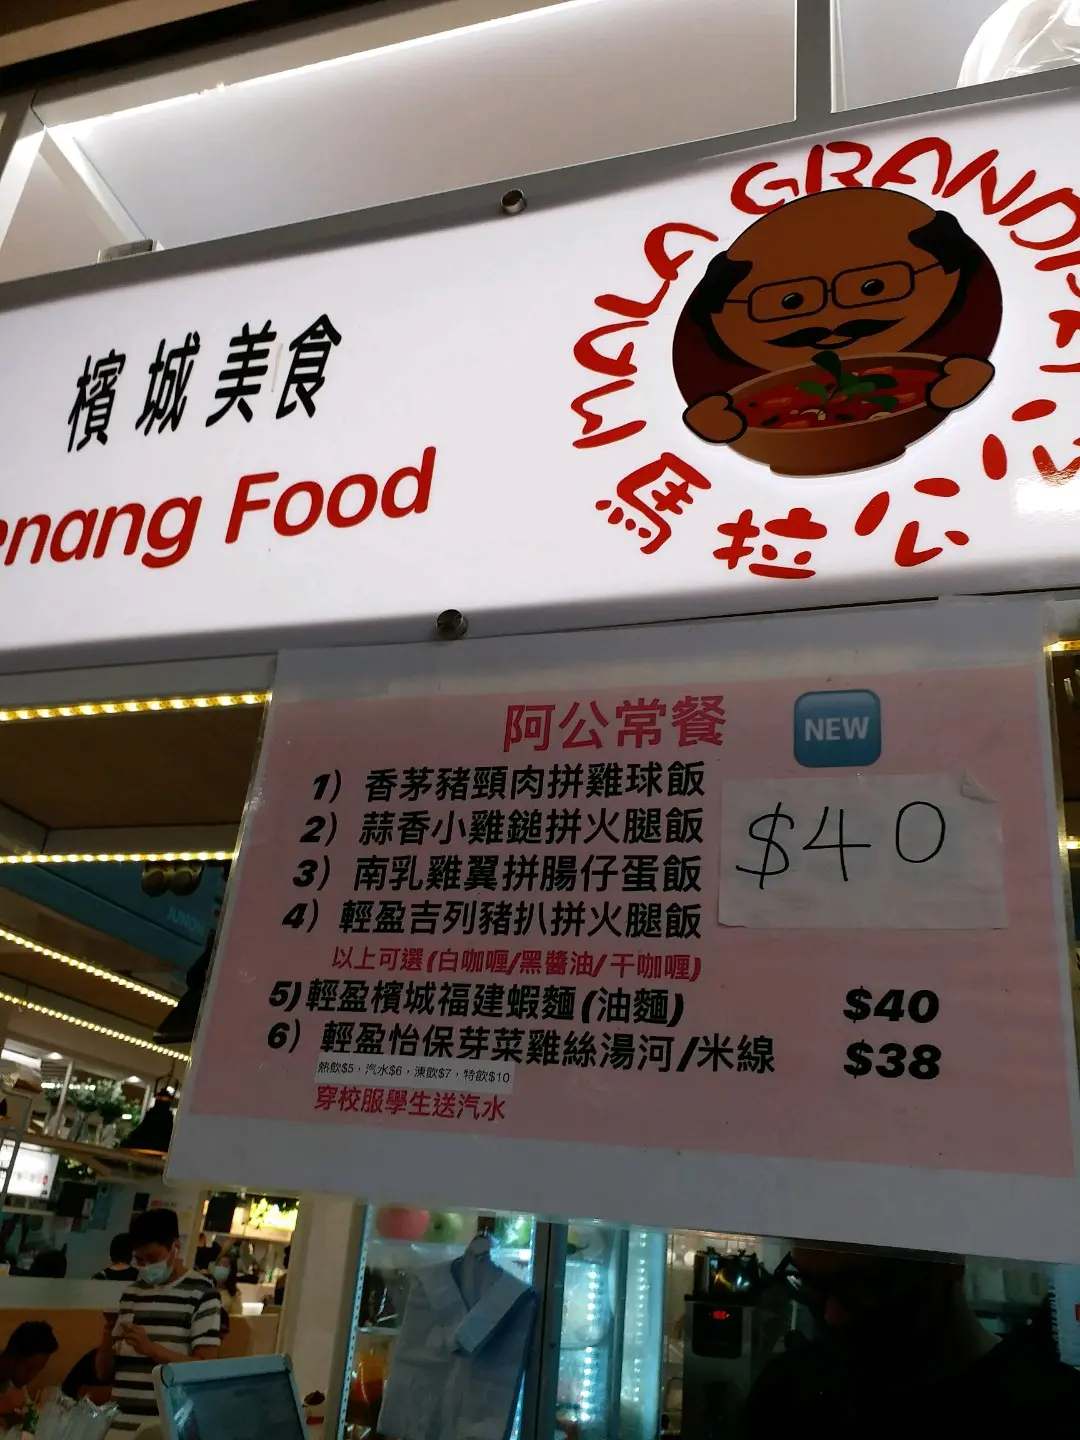 檳城美食
enang Food
MALA GRANDPA
馬拉公公
阿公常餐
NEW
1) 香茅豬頸肉拼雞球飯
2) 蒜香小雞鎚拼火腿飯
3) 南乳雞翼拼腸仔蛋飯
4) 輕盈吉列豬扒拼火腿飯
$40
以上可選(白咖喱/黑醬油/干咖喱)
5)輕盈檳城福建蝦麵(油麵) $40
6) 輕盈怡保芽菜雞絲湯河/米線 $38
熱飲$5，汽水$6，凍飲$7，特飲$10
穿校服學生送汽水